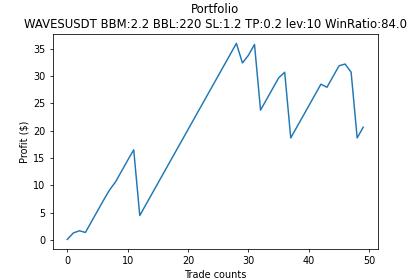 Portfolio
WAVESUSDT BBM:2.2 BBL:220 SL:1.2 TP:0.2 lev:10 WinRatio:84.0
35
30
25
20
15
10
5
0
Profit ($)
0 10 20 30 40 50
Trade counts